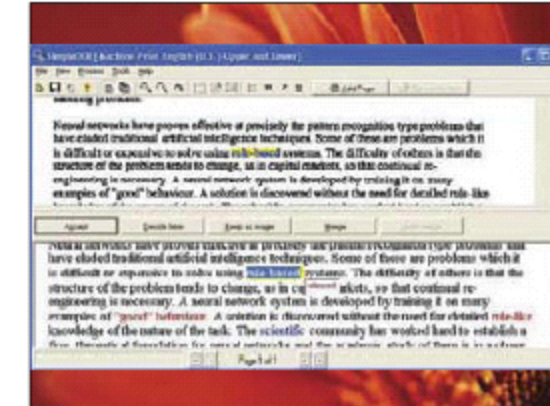 SimpleOCR [Machine Print English (U.S.) Upper and Lower]
File View Process Tools Help
Add Page
Neural networks have proven effective at precisely the pattern recognition type problems that
have eluded traditional artificial intelligence techniques. Some of these are problems which it
is difficult or expensive to solve using rule-based systems. The difficulty of others is that the
structure of the problem tends to change, as in capital markets, so that continual re-
engineering is necessary. A neural network system is developed by training it on many
examples of "good" behaviour. A solution is discovered without the need for detailed rule-like
Accept Decide later Keep as image Merge
Neural networks have proven effective at precisely the pattern recognition type problems that
have eluded traditional artificial intelligence techniques. Some of these are problems which it
is difficult or expensive to solve using rule-based systems. The difficulty of others is that the
structure of the problem tends to change, as in ca arkets, so that continual re-
engineering is necessary. A neural network system is developed by training it on many
examples of "good" behaviour. A solution is discovered without the need for detailed rule-like
knowledge of the nature of the task. The scientific community has worked hard to establish a
Page 1 of 1